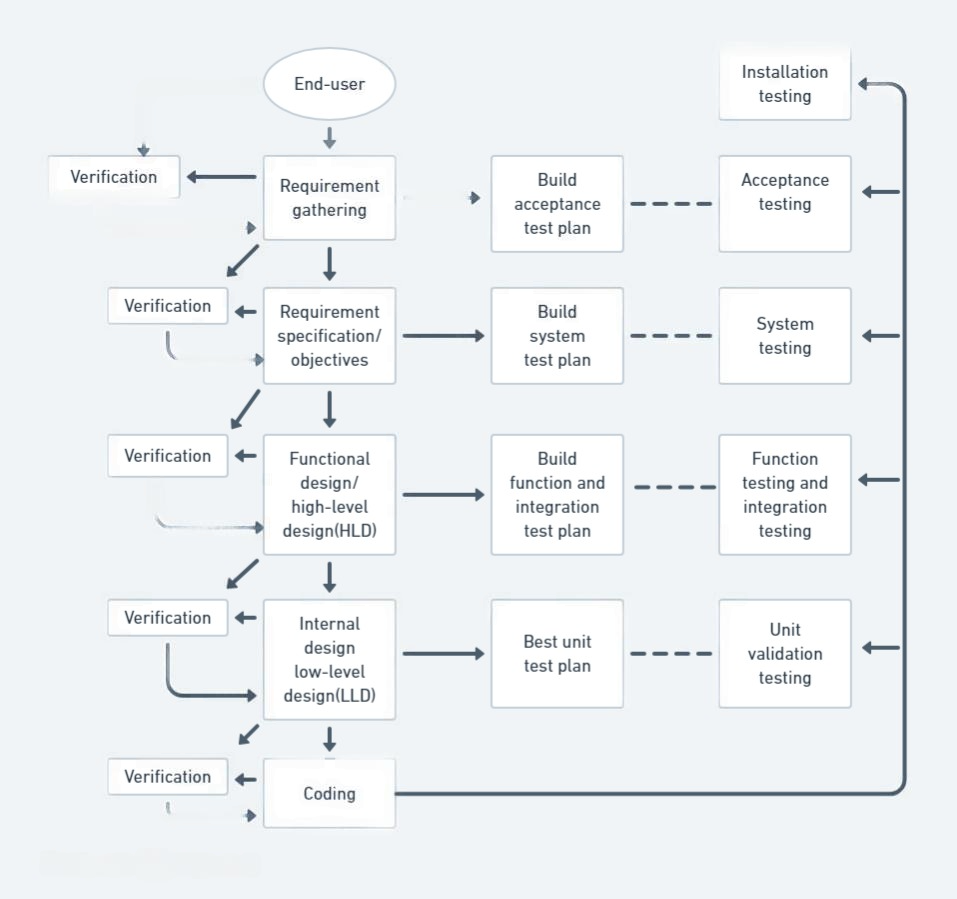 End-user
Installation
testing
Verification
Requirement
gathering
Build
acceptance
test plan
Acceptance
testing
Verification
Requirement
specification/
objectives
Build
system
test plan
System
testing
Verification
Functional
design/
high-level
design(HLD)
Build
function and
integration
test plan
Function
testing and
integration
testing
Verification
Internal
design
low-level
design(LLD)
Best unit
test plan
Unit
validation
testing
Verification
Coding